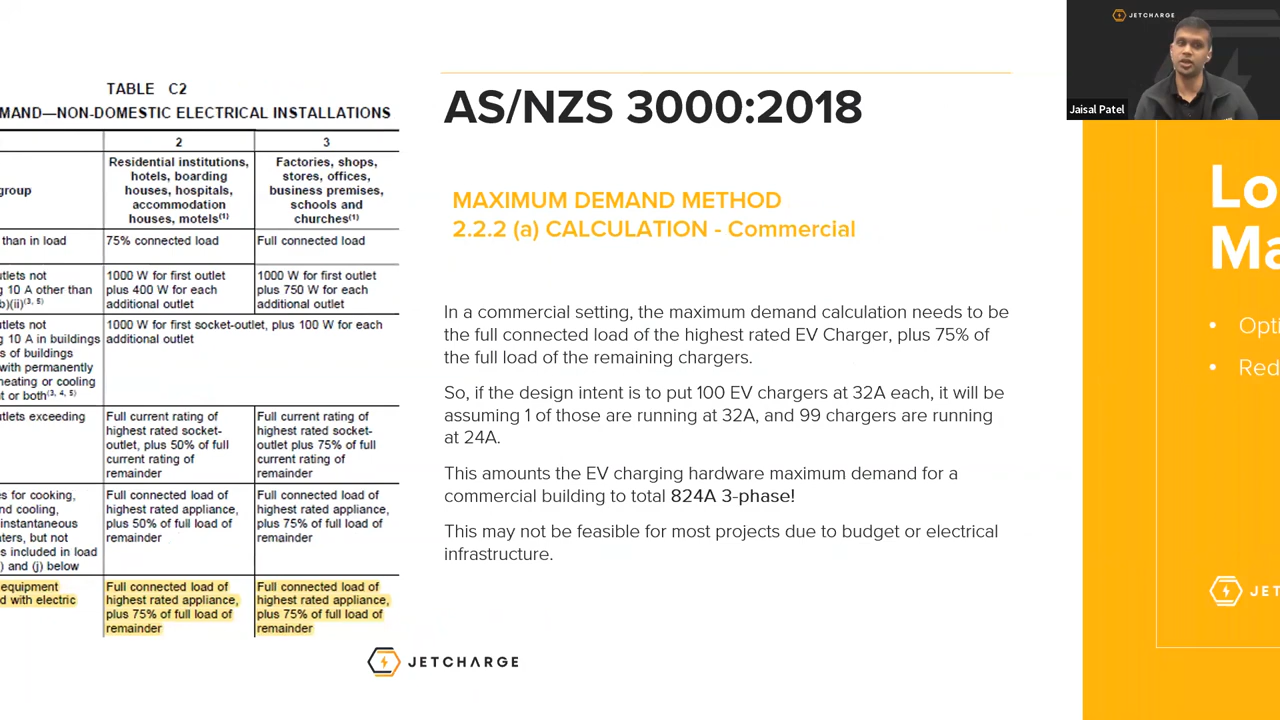 TABLE C2
MAND—NON-DOMESTIC ELECTRICAL INSTALLATIONS
2
3
group
Residential institutions,
hotels, boarding
houses, hospitals,
accommodation
houses, motels(1)
Factories, shops,
stores, offices,
business premises,
schools and
churches(1)
than in load
75% connected load
Full connected load
utlets not
g 10 A other than
b)(ii)(3, 5)
1000 W for first outlet
plus 400 W for each
additional outlet
1000 W for first outlet
plus 750 W for each
additional outlet
utlets not
g 10 A in buildings
s of buildings
with permanently
heating or cooling
t or both(3, 4, 5)
1000 W for first socket-outlet, plus 100 W for each
additional outlet
utlets exceeding
Full current rating of
highest rated socket-
outlet, plus 50% of full
current rating of
remainder
Full current rating of
highest rated socket-
outlet plus 75% of full
current rating of
remainder
es for cooking,
nd cooling,
instantaneous
aters, but not
s included in load
) and (j) below
Full connected load of
highest rated appliance,
plus 50% of full load of
remainder
Full connected load of
highest rated appliance,
plus 75% of full load of
remainder
equipment
d with electric
Full connected load of
highest rated appliance,
plus 75% of full load of
remainder
Full connected load of
highest rated appliance,
plus 75% of full load of
remainder
AS/NZS 3000:2018
MAXIMUM DEMAND METHOD
2.2.2 (a) CALCULATION - Commercial
In a commercial setting, the maximum demand calculation needs to be
the full connected load of the highest rated EV Charger, plus 75% of
the full load of the remaining chargers.
So, if the design intent is to put 100 EV chargers at 32A each, it will be
assuming 1 of those are running at 32A, and 99 chargers are running
at 24A.
This amounts the EV charging hardware maximum demand for a
commercial building to total 824A 3-phase!
This may not be feasible for most projects due to budget or electrical
infrastructure.
JETCHARGE
JETCHARGE
Jaisal Patel
Lo
Ma
• Opti
• Red
JET